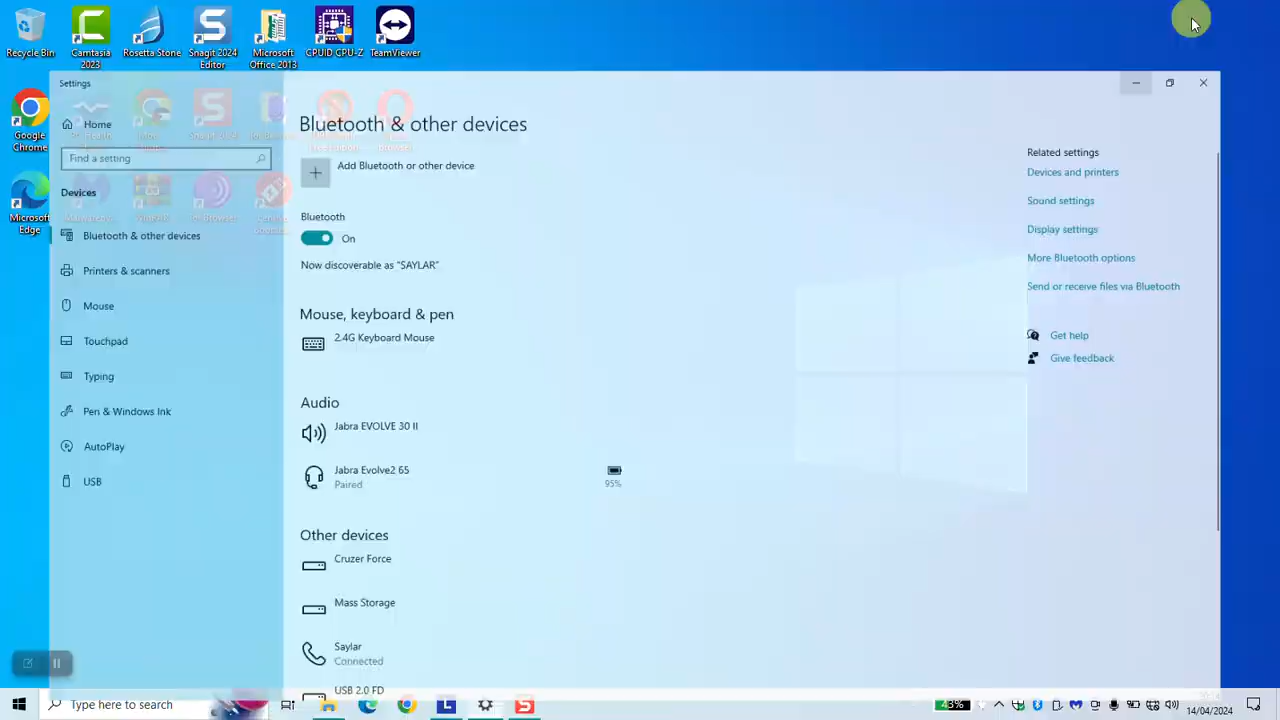 Recycle Bin
Camtasia
2023
Rosetta Stone
Snagit 2024
Editor
Microsoft
Office 2013
CPUID CPU-Z
TeamViewer
Google
Chrome
Microsoft
Edge
Settings
Home
Find a setting
Devices
Bluetooth & other devices
Printers & scanners
Mouse
Touchpad
Typing
Pen & Windows Ink
AutoPlay
USB
Bluetooth & other devices
Add Bluetooth or other device
Bluetooth
On
Now discoverable as "SAYLAR"
Mouse, keyboard & pen
2.4G Keyboard Mouse
Audio
Jabra EVOLVE 30 II
Jabra Evolve2 65
Paired
95%
Other devices
Cruzer Force
Mass Storage
Saylar
Connected
USB 2.0 FD
Related settings
Devices and printers
Sound settings
Display settings
More Bluetooth options
Send or receive files via Bluetooth
Get help
Give feedback
Type here to search
43%
14/04/2024